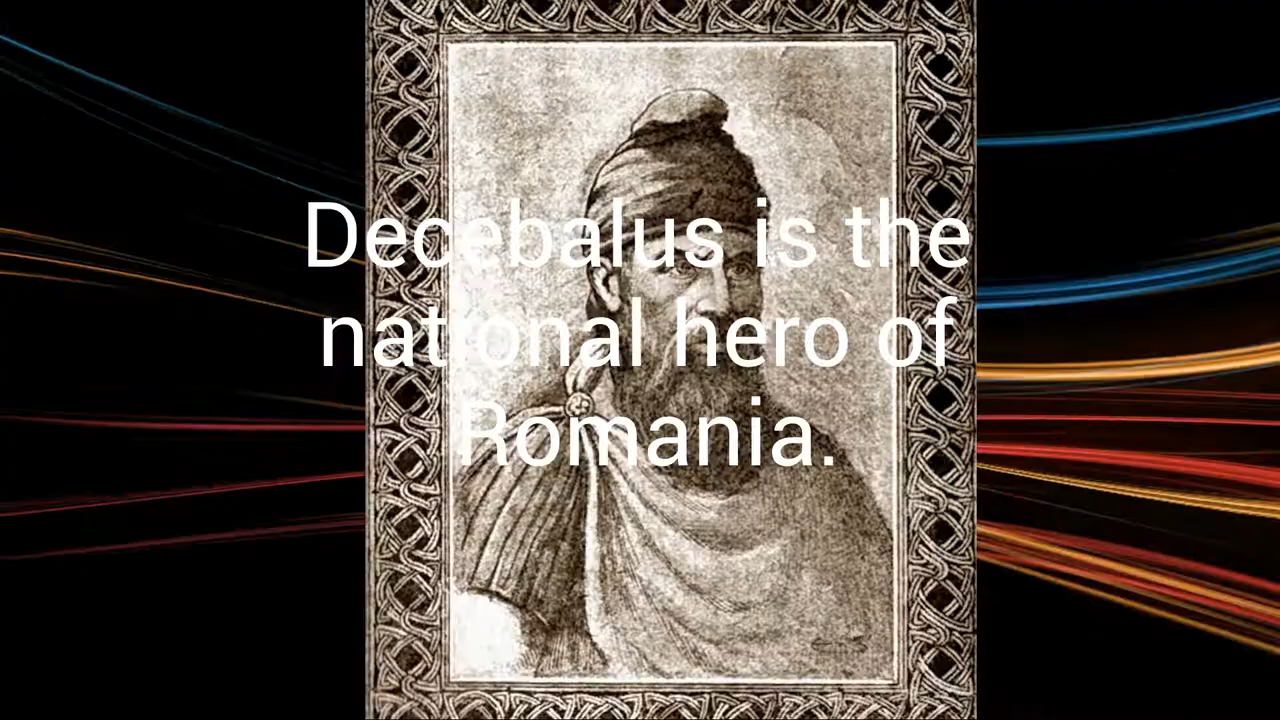 Decebalus is the
national hero of
Romania.